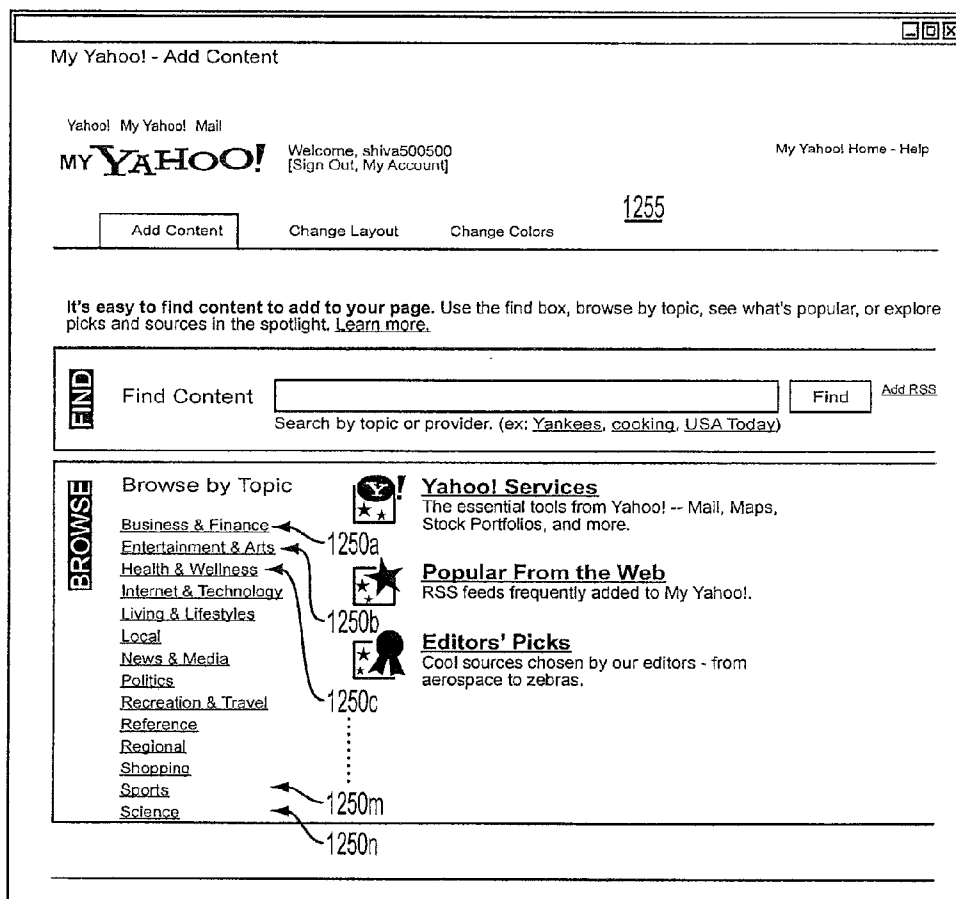 My Yahoo! - Add Content
Yahoo! My Yahoo! Mail
MY YAHOO!
Welcome, shiva500500
[Sign Out, My Account]
My Yahoo! Home - Help
1255
Add Content
Change Layout
Change Colors
It's easy to find content to add to your page. Use the find box, browse by topic, see what's popular, or explore
picks and sources in the spotlight. Learn more.
FIND
Find Content
Find
Add RSS
Search by topic or provider. (ex: Yankees, cooking, USA Today)
BROWSE
Browse by Topic
Business & Finance
Entertainment & Arts
Health & Wellness
Internet & Technology
Living & Lifestyles
Local
News & Media
Politics
Recreation & Travel
Reference
Regional
Shopping
Sports
Science
1250a
1250b
1250c
1250m
1250n
Y!
Yahoo! Services
The essential tools from Yahoo! -- Mail, Maps,
Stock Portfolios, and more.
Popular From the Web
RSS feeds frequently added to My Yahoo!.
Editors' Picks
Cool sources chosen by our editors - from
aerospace to zebras.